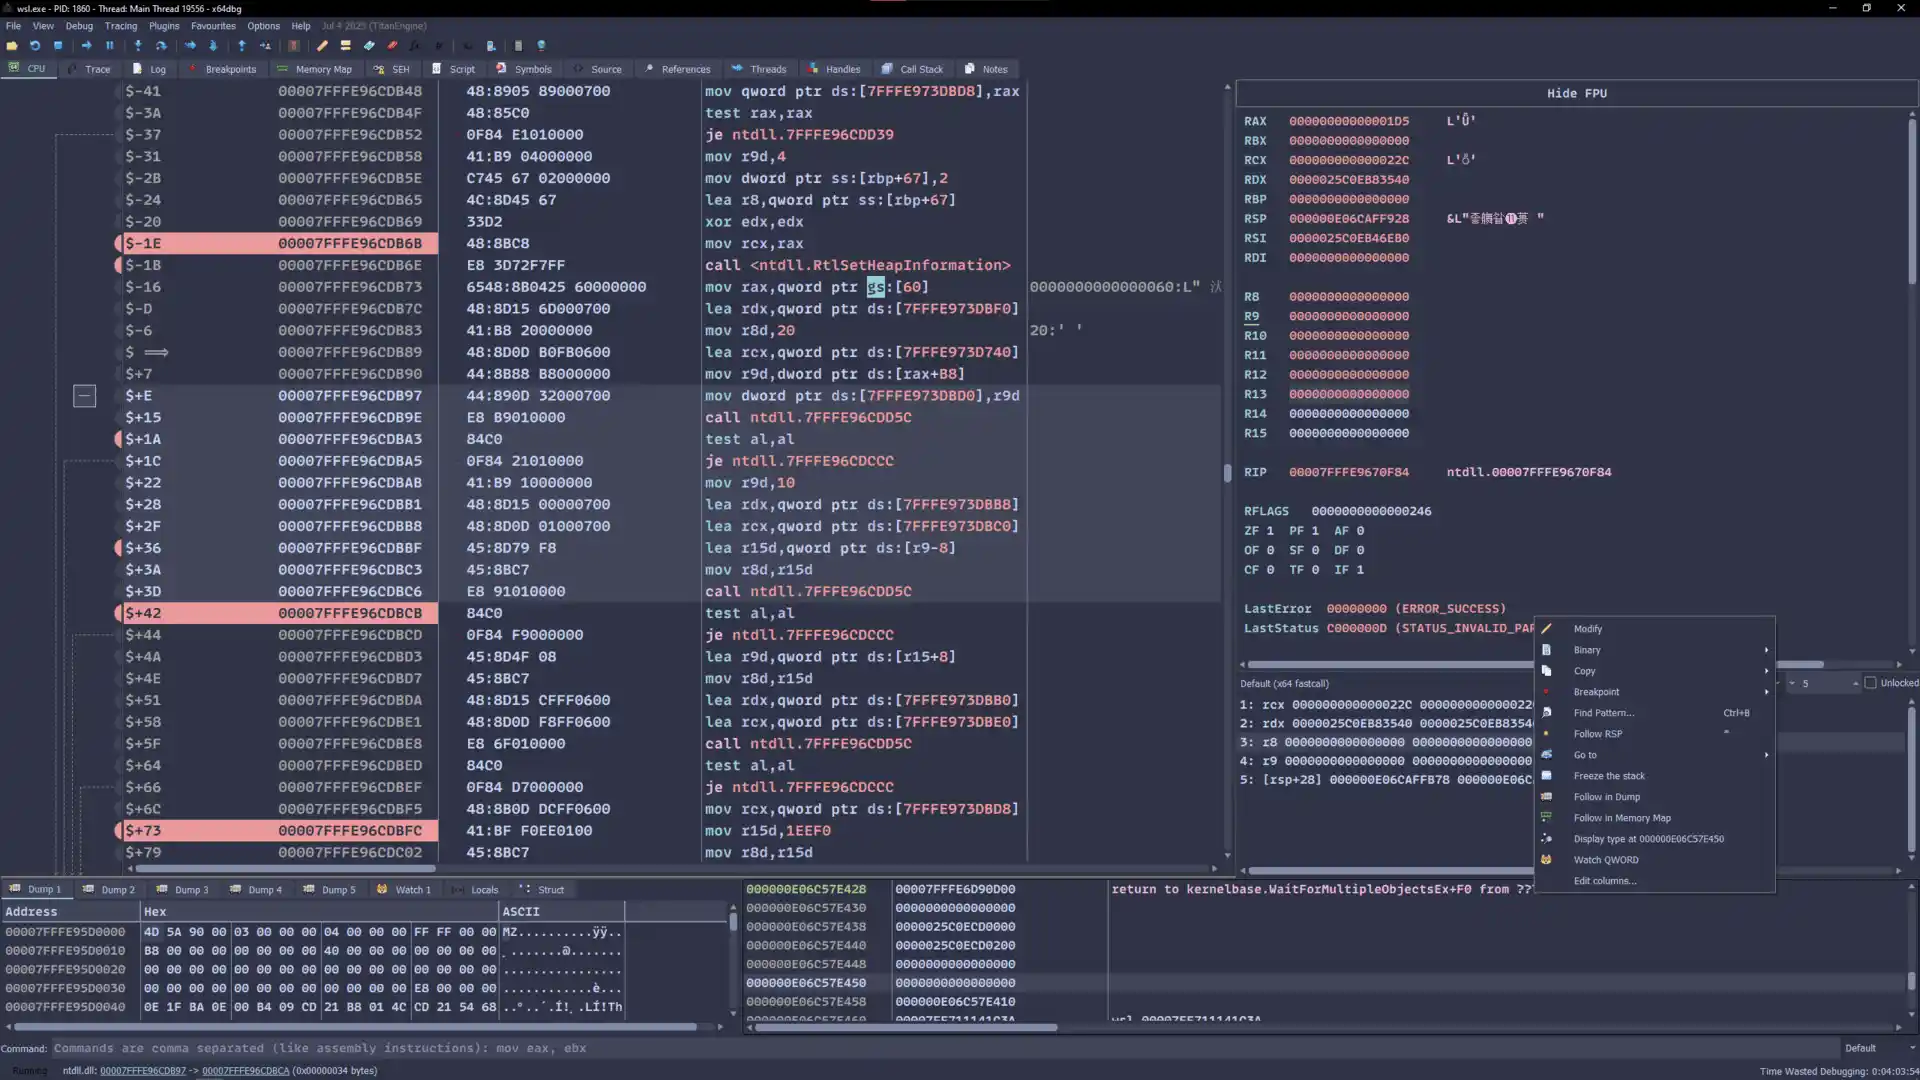 wsl.exe - PID: 1860 - Thread: Main Thread 19556 - x64dbg
File View Debug Tracing Plugins Favourites Options Help Jul 4 2025 (TitanEngine)
CPU Trace Log Breakpoints Memory Map SEH Script Symbols Source References Threads Handles Call Stack Notes
$-41 00007FFFE96CDB48 48:8905 89000700 mov qword ptr ds:[7FFFE973DBD8],rax
$-3A 00007FFFE96CDB4F 48:85C0 test rax,rax
$-37 00007FFFE96CDB52 0F84 E1010000 je ntdll.7FFFE96CDD39
$-31 00007FFFE96CDB58 41:B9 04000000 mov r9d,4
$-2B 00007FFFE96CDB5E C745 67 02000000 mov dword ptr ss:[rbp+67],2
$-24 00007FFFE96CDB65 4C:8D45 67 lea r8,qword ptr ss:[rbp+67]
$-20 00007FFFE96CDB69 33D2 xor edx,edx
$-1E 00007FFFE96CDB6B 48:8BC8 mov rcx,rax
$-1B 00007FFFE96CDB6E E8 3D72F7FF call <ntdll.RtlSetHeapInformation>
$-16 00007FFFE96CDB73 6548:8B0425 60000000 mov rax,qword ptr gs:[60] 0000000000000060:L"
$-D 00007FFFE96CDB7C 48:8D15 6D000700 lea rdx,qword ptr ds:[7FFFE973DBF0]
$-6 00007FFFE96CDB83 41:B8 20000000 mov r8d,20 20:' '
$ ⟹ 00007FFFE96CDB89 48:8D0D B0FB0600 lea rcx,qword ptr ds:[7FFFE973D740]
$+7 00007FFFE96CDB90 44:8B88 B8000000 mov r9d,dword ptr ds:[rax+B8]
$+E 00007FFFE96CDB97 44:890D 32000700 mov dword ptr ds:[7FFFE973DBD0],r9d
$+15 00007FFFE96CDB9E E8 B9010000 call ntdll.7FFFE96CDD5C
$+1A 00007FFFE96CDBA3 84C0 test al,al
$+1C 00007FFFE96CDBA5 0F84 21010000 je ntdll.7FFFE96CDCCC
$+22 00007FFFE96CDBAB 41:B9 10000000 mov r9d,10
$+28 00007FFFE96CDBB1 48:8D15 00000700 lea rdx,qword ptr ds:[7FFFE973DBB8]
$+2F 00007FFFE96CDBB8 48:8D0D 01000700 lea rcx,qword ptr ds:[7FFFE973DBC0]
$+36 00007FFFE96CDBBF 45:8D79 F8 lea r15d,qword ptr ds:[r9-8]
$+3A 00007FFFE96CDBC3 45:8BC7 mov r8d,r15d
$+3D 00007FFFE96CDBC6 E8 91010000 call ntdll.7FFFE96CDD5C
$+42 00007FFFE96CDBCB 84C0 test al,al
$+44 00007FFFE96CDBCD 0F84 F9000000 je ntdll.7FFFE96CDCCC
$+4A 00007FFFE96CDBD3 45:8D4F 08 lea r9d,qword ptr ds:[r15+8]
$+4E 00007FFFE96CDBD7 45:8BC7 mov r8d,r15d
$+51 00007FFFE96CDBDA 48:8D15 CFFF0600 lea rdx,qword ptr ds:[7FFFE973DBB0]
$+58 00007FFFE96CDBE1 48:8D0D F8FF0600 lea rcx,qword ptr ds:[7FFFE973DBE0]
$+5F 00007FFFE96CDBE8 E8 6F010000 call ntdll.7FFFE96CDD5C
$+64 00007FFFE96CDBED 84C0 test al,al
$+66 00007FFFE96CDBEF 0F84 D7000000 je ntdll.7FFFE96CDCCC
$+6C 00007FFFE96CDBF5 48:8B0D DCFF0600 mov rcx,qword ptr ds:[7FFFE973DBD8]
$+73 00007FFFE96CDBFC 41:BF F0EE0100 mov r15d,1EEF0
$+79 00007FFFE96CDC02 45:8BC7 mov r8d,r15d
Hide FPU
RAX 00000000000001D5 L'Ǖ'
RBX 0000000000000000
RCX 000000000000022C L'Ȭ'
RDX 0000025C0EB83540
RBP 0000000000000000
RSP 000000E06CAFF928 &L"
RSI 0000025C0EB46EB0
RDI 0000000000000000
R8 0000000000000000
R9 0000000000000000
R10 0000000000000000
R11 0000000000000000
R12 0000000000000000
R13 0000000000000000
R14 0000000000000000
R15 0000000000000000
RIP 00007FFFE9670F84 ntdll.00007FFFE9670F84
RFLAGS 0000000000000246
ZF 1 PF 1 AF 0
OF 0 SF 0 DF 0
CF 0 TF 0 IF 1
LastError 00000000 (ERROR_SUCCESS)
LastStatus C000000D (STATUS_INVALID_PAR
Default (x64 fastcall) 5 Unlocked
1: rcx 000000000000022C 000000000000022
2: rdx 0000025C0EB83540 0000025C0EB8354
3: r8 0000000000000000 0000000000000000
4: r9 0000000000000000 0000000000000000
5: [rsp+28] 000000E06CAFFB78 000000E06C
Modify
Binary
Copy
Breakpoint
Find Pattern... Ctrl+B
Follow RSP *
Go to
Freeze the stack
Follow in Dump
Follow in Memory Map
Display type at 000000E06C57E450
Watch QWORD
Edit columns...
Dump 1 Dump 2 Dump 3 Dump 4 Dump 5 Watch 1 Locals Struct
Address Hex ASCII
00007FFFE95D0000 4D 5A 90 00 03 00 00 00 04 00 00 00 FF FF 00 00 MZ..........ÿÿ..
00007FFFE95D0010 B8 00 00 00 00 00 00 00 40 00 00 00 00 00 00 00 ¸.......@.......
00007FFFE95D0020 00 00 00 00 00 00 00 00 00 00 00 00 00 00 00 00 ................
00007FFFE95D0030 00 00 00 00 00 00 00 00 00 00 00 00 E8 00 00 00 ............è...
00007FFFE95D0040 0E 1F BA 0E 00 B4 09 CD 21 B8 01 4C CD 21 54 68 ..º..´.Í!¸.LÍ!Th
000000E06C57E428 00007FFFE6D90D00 return to kernelbase.WaitForMultipleObjectsEx+F0 from ???
000000E06C57E430 0000000000000000
000000E06C57E438 0000025C0ECD0000
000000E06C57E440 0000025C0ECD0200
000000E06C57E448 0000000000000000
000000E06C57E450 0000000000000000
000000E06C57E458 000000E06C57E410
000000E06C57E460 00007FF711141C3A wsl.00007FF711141C3A
Command: Commands are comma separated (like assembly instructions): mov eax, ebx Default
Running ntdll.dll: 00007FFFE96CDB97 -> 00007FFFE96CDBCA (0x00000034 bytes) Time Wasted Debugging: 0:04:03:54